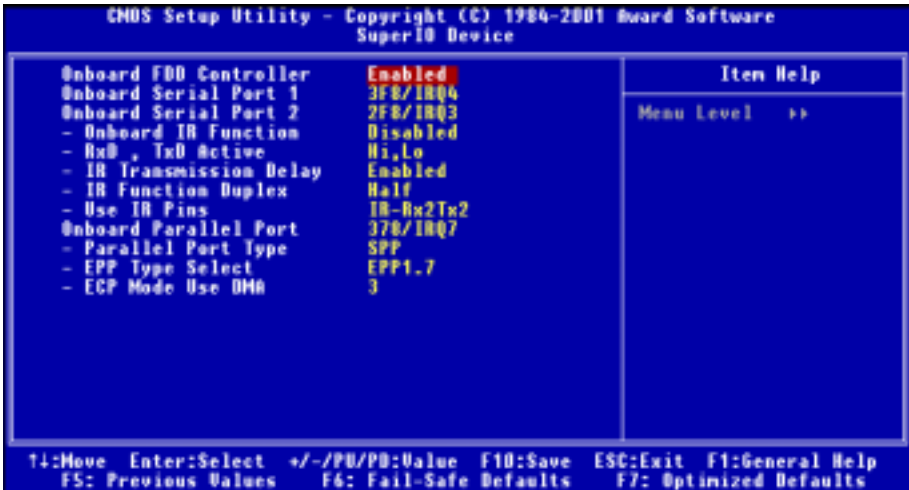 CMOS Setup Utility - Copyright (C) 1984-2001 Award Software
SuperIO Device
Onboard FDD Controller Enabled
Onboard Serial Port 1 3F8/IRQ4
Onboard Serial Port 2 2F8/IRQ3
- Onboard IR Function Disabled
- RxD , TxD Active Hi,Lo
- IR Transmission Delay Enabled
- IR Function Duplex Half
- Use IR Pins IR-Rx2Tx2
Onboard Parallel Port 378/IRQ7
- Parallel Port Type SPP
- EPP Type Select EPP1.7
- ECP Mode Use DMA 3
Item Help
Menu Level ▸▸
↑↓:Move Enter:Select +/-/PU/PD:Value F10:Save ESC:Exit F1:General Help
F5: Previous Values F6: Fail-Safe Defaults F7: Optimized Defaults